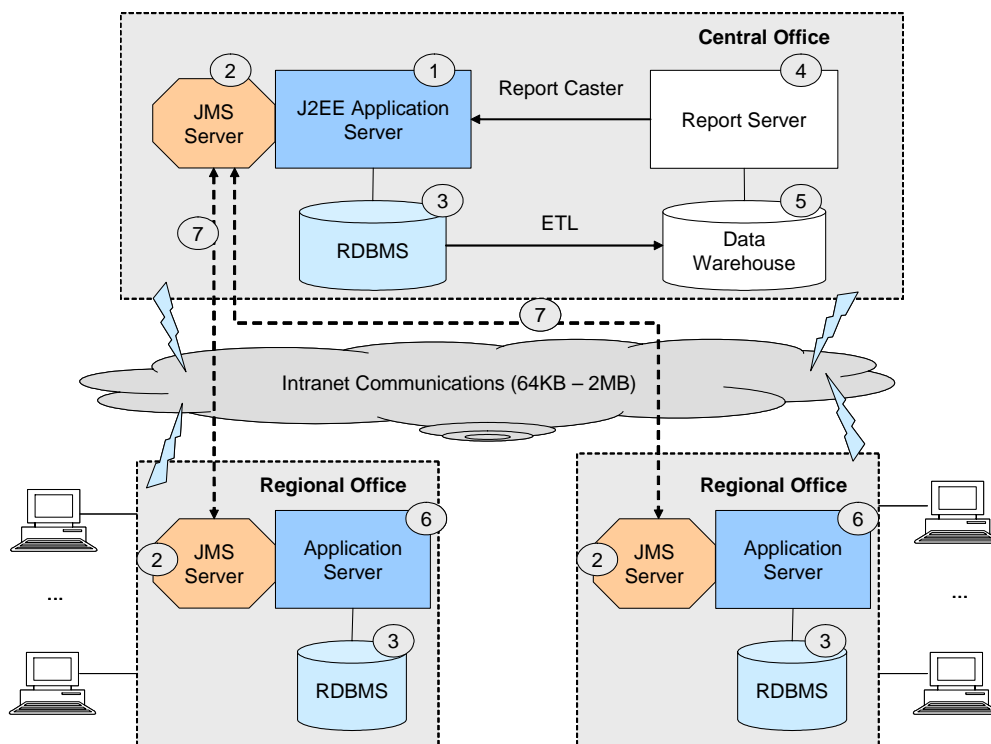 Central Office
2
1
4
JMS
Server
J2EE Application
Server
Report Caster
Report Server
7
3
5
RDBMS
ETL
Data
Warehouse
7
Intranet Communications (64KB – 2MB)
Regional Office
6
2
JMS
Server
Application
Server
...
3
RDBMS
Regional Office
6
2
JMS
Server
Application
Server
...
3
RDBMS